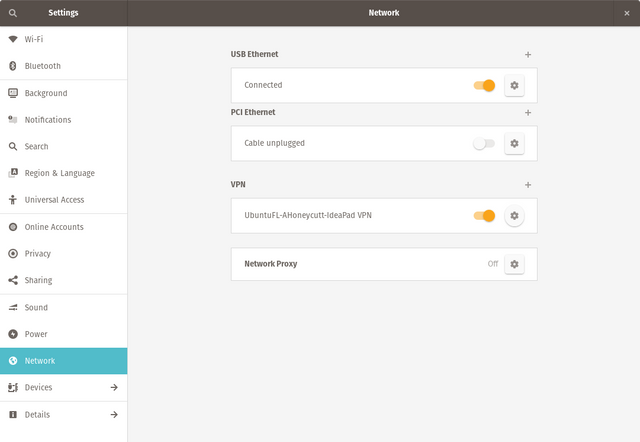 Settings
Network
Wi-Fi
Bluetooth
Background
Notifications
Search
Region & Language
Universal Access
Online Accounts
Privacy
Sharing
Sound
Power
Network
Devices
Details
USB Ethernet
Connected
PCI Ethernet
Cable unplugged
VPN
UbuntuFL-AHoneycutt-IdeaPad VPN
Network Proxy Off